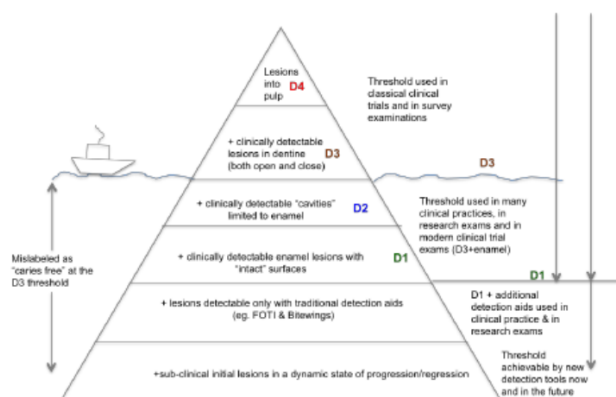 Lesions
into
pulp
D4
Threshold used in
classical clinical
trials and in survey
examinations
+ clinically detectable
lesions in dentine
(both open and close)
D3
D3
+ clinically detectable "cavities"
limited to enamel
D2
Threshold used in many
clinical practices, in
research exams and in
modern clinical trial
exams (D3+enamel)
Mislabeled as
"caries free" at the
D3 threshold
+ clinically detectable enamel lesions with
"intact" surfaces
D1
D1
+ lesions detectable only with traditional detection aids
(eg. FOTI & Bitewings)
D1 + additional
detection aids used in
clinical practice & in
research exams
+sub-clinical initial lesions in a dynamic state of progression/regression
Threshold
achievable by new
detection tools now
and in the future